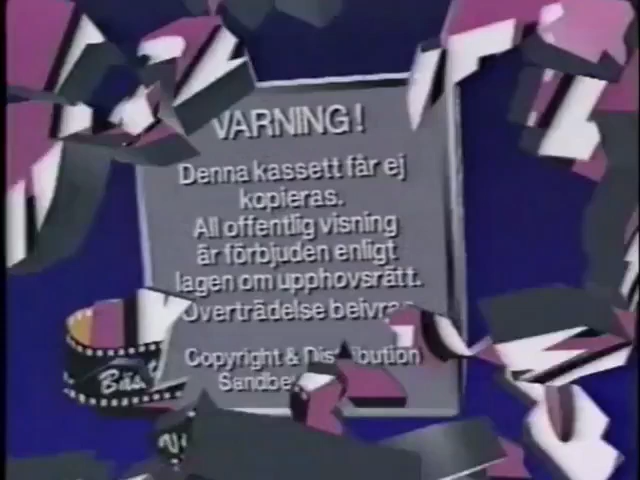 VARNING!
Denna kassett får ej
kopieras.
All offentlig visning
är förbjuden enligt
lagen om upphovsrätt.
Överträdelse
Copyright &